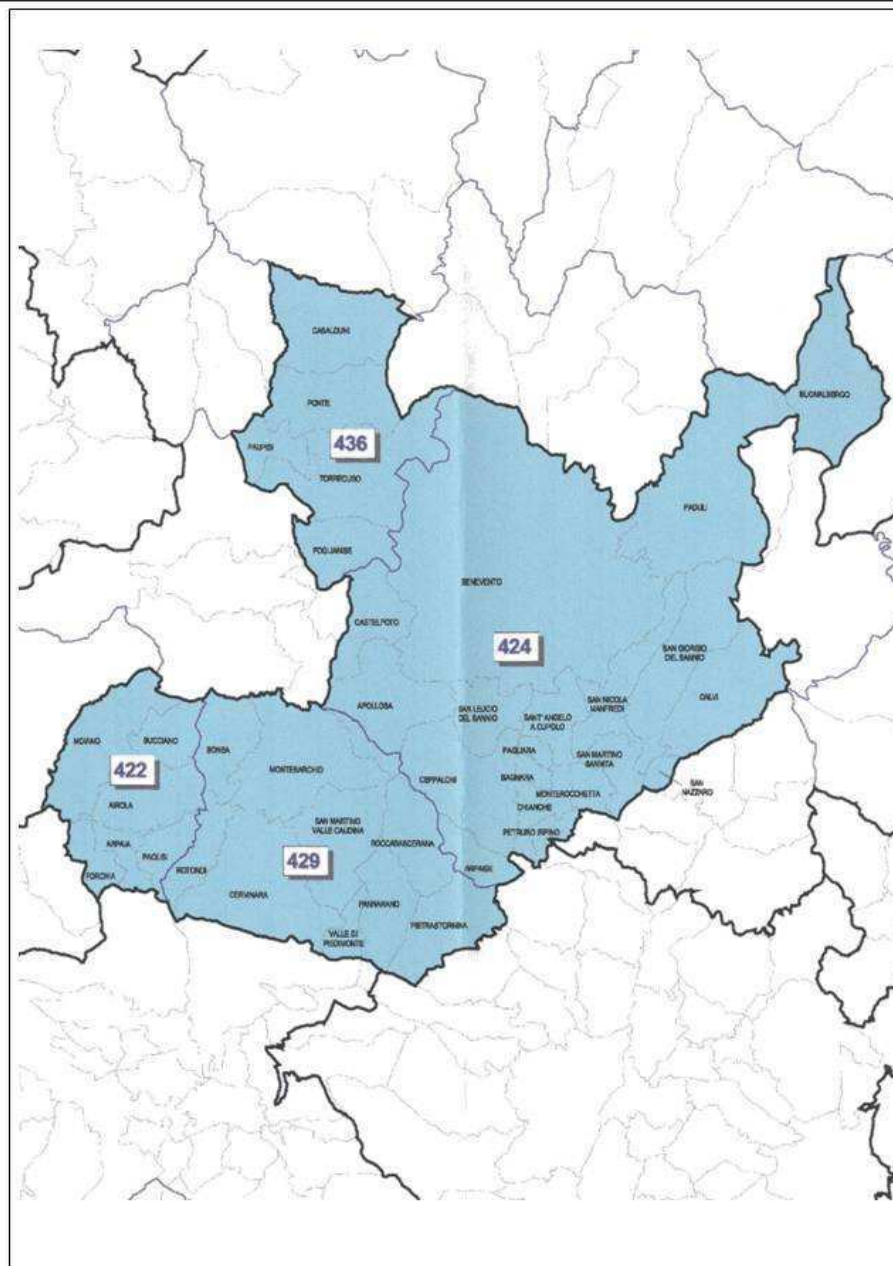 CASALDUNI
BUONALBERGO
PONTE
PAUPISI
436
TORRECUSO
PADULI
FOGLIANISE
BENEVENTO
CASTELPOTO
424
SAN GIORGIO
DEL SANNIO
APOLLOSA
SAN LEUCIO
DEL SANNIO
SAN NICOLA
MANFREDI
CALVI
SANT' ANGELO
A CUPOLO
MOIANO
BUCCIANO
BONEA
PAGLIARA
SAN MARTINO
SANNITA
422
MONTESARCHIO
CEPPALONI
BAGNARA
SAN
NAZZARO
MONTEROCCHETTA
AIROLA
CHIANCHE
SAN MARTINO
VALLE CAUDINA
PETRURO IRPINO
ARPAIA
ROCCABASCERANA
PAOLISI
429
ARPAISE
FORCHIA
ROTONDI
CERVINARA
PANNARANO
PIETRASTORNINA
VALLE DI
PIEDIMONTE